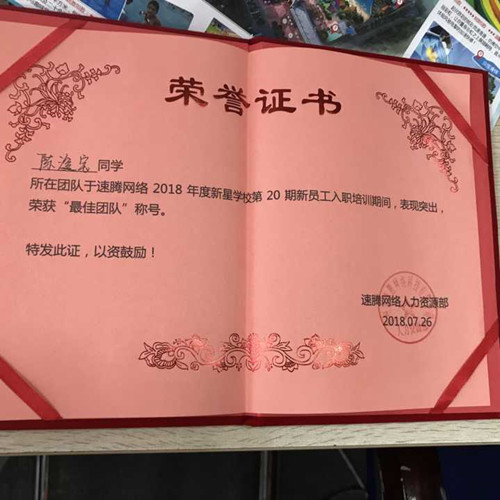 荣誉证书
同学
所在团队于速腾网络 2018 年度新星学校第 20 期新员工入职培训期间，表现突出，
荣获“最佳团队”称号。
特发此证，以资鼓励！
速腾网络人力资源部
2018.07.26